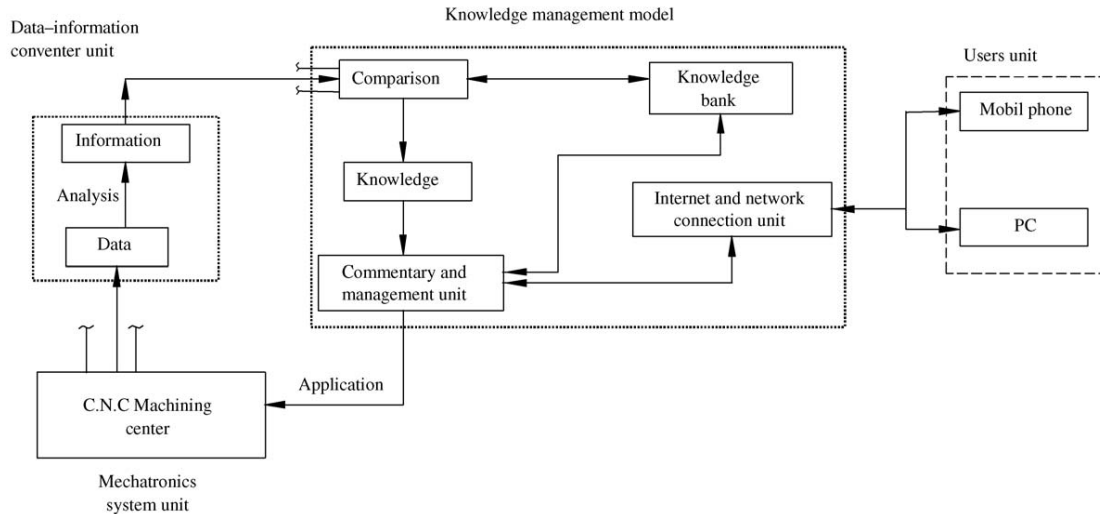 Knowledge management model
Data–information
conventer unit
Users unit
Comparison
Knowledge
bank
Mobil phone
Information
Analysis
Knowledge
Internet and network
connection unit
PC
Data
Commentary and
management unit
Application
C.N.C Machining
center
Mechatronics
system unit